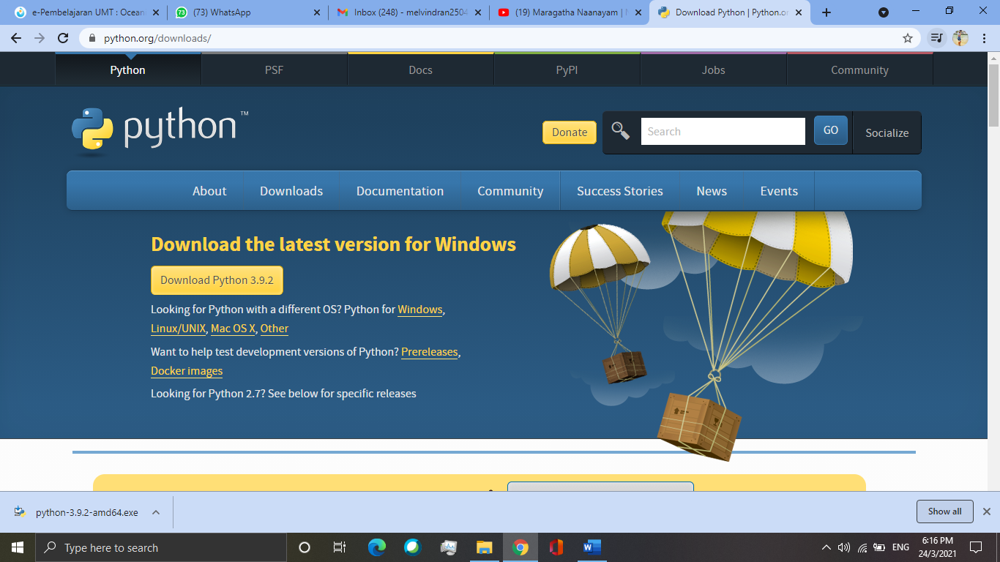 e-Pembelajaran UMT : Ocean
(73) WhatsApp
Inbox (248) - melvindran2504
(19) Maragatha Naanayam |
Download Python | Python.or
python.org/downloads/
Python
PSF
Docs
PyPI
Jobs
Community
python™
Donate
Search
GO
Socialize
About
Downloads
Documentation
Community
Success Stories
News
Events
Download the latest version for Windows
Download Python 3.9.2
Looking for Python with a different OS? Python for Windows,
Linux/UNIX, Mac OS X, Other
Want to help test development versions of Python? Prereleases,
Docker images
Looking for Python 2.7? See below for specific releases
python-3.9.2-amd64.exe
Show all
Type here to search
ENG
6:16 PM
24/3/2021